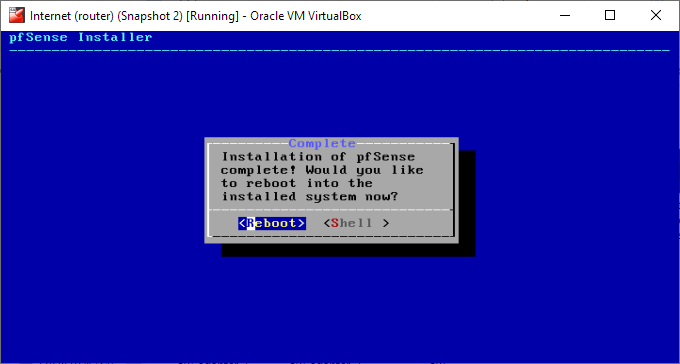 Internet (router) (Snapshot 2) [Running] - Oracle VM VirtualBox
pfSense Installer
Complete
Installation of pfSense
complete! Would you like
to reboot into the
installed system now?
<Reboot> <Shell >